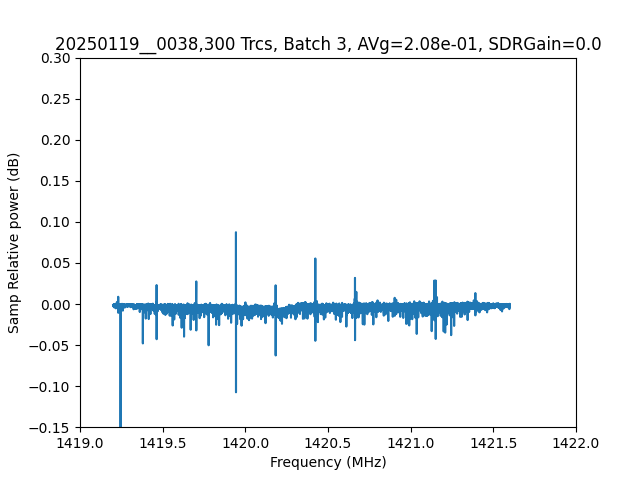 20250119__0038,300 Trcs, Batch 3, AVg=2.08e-01, SDRGain=0.0
0.30
0.25
0.20
0.15
0.10
0.05
0.00
−0.05
−0.10
−0.15
Samp Relative power (dB)
1419.0 1419.5 1420.0 1420.5 1421.0 1421.5 1422.0
Frequency (MHz)